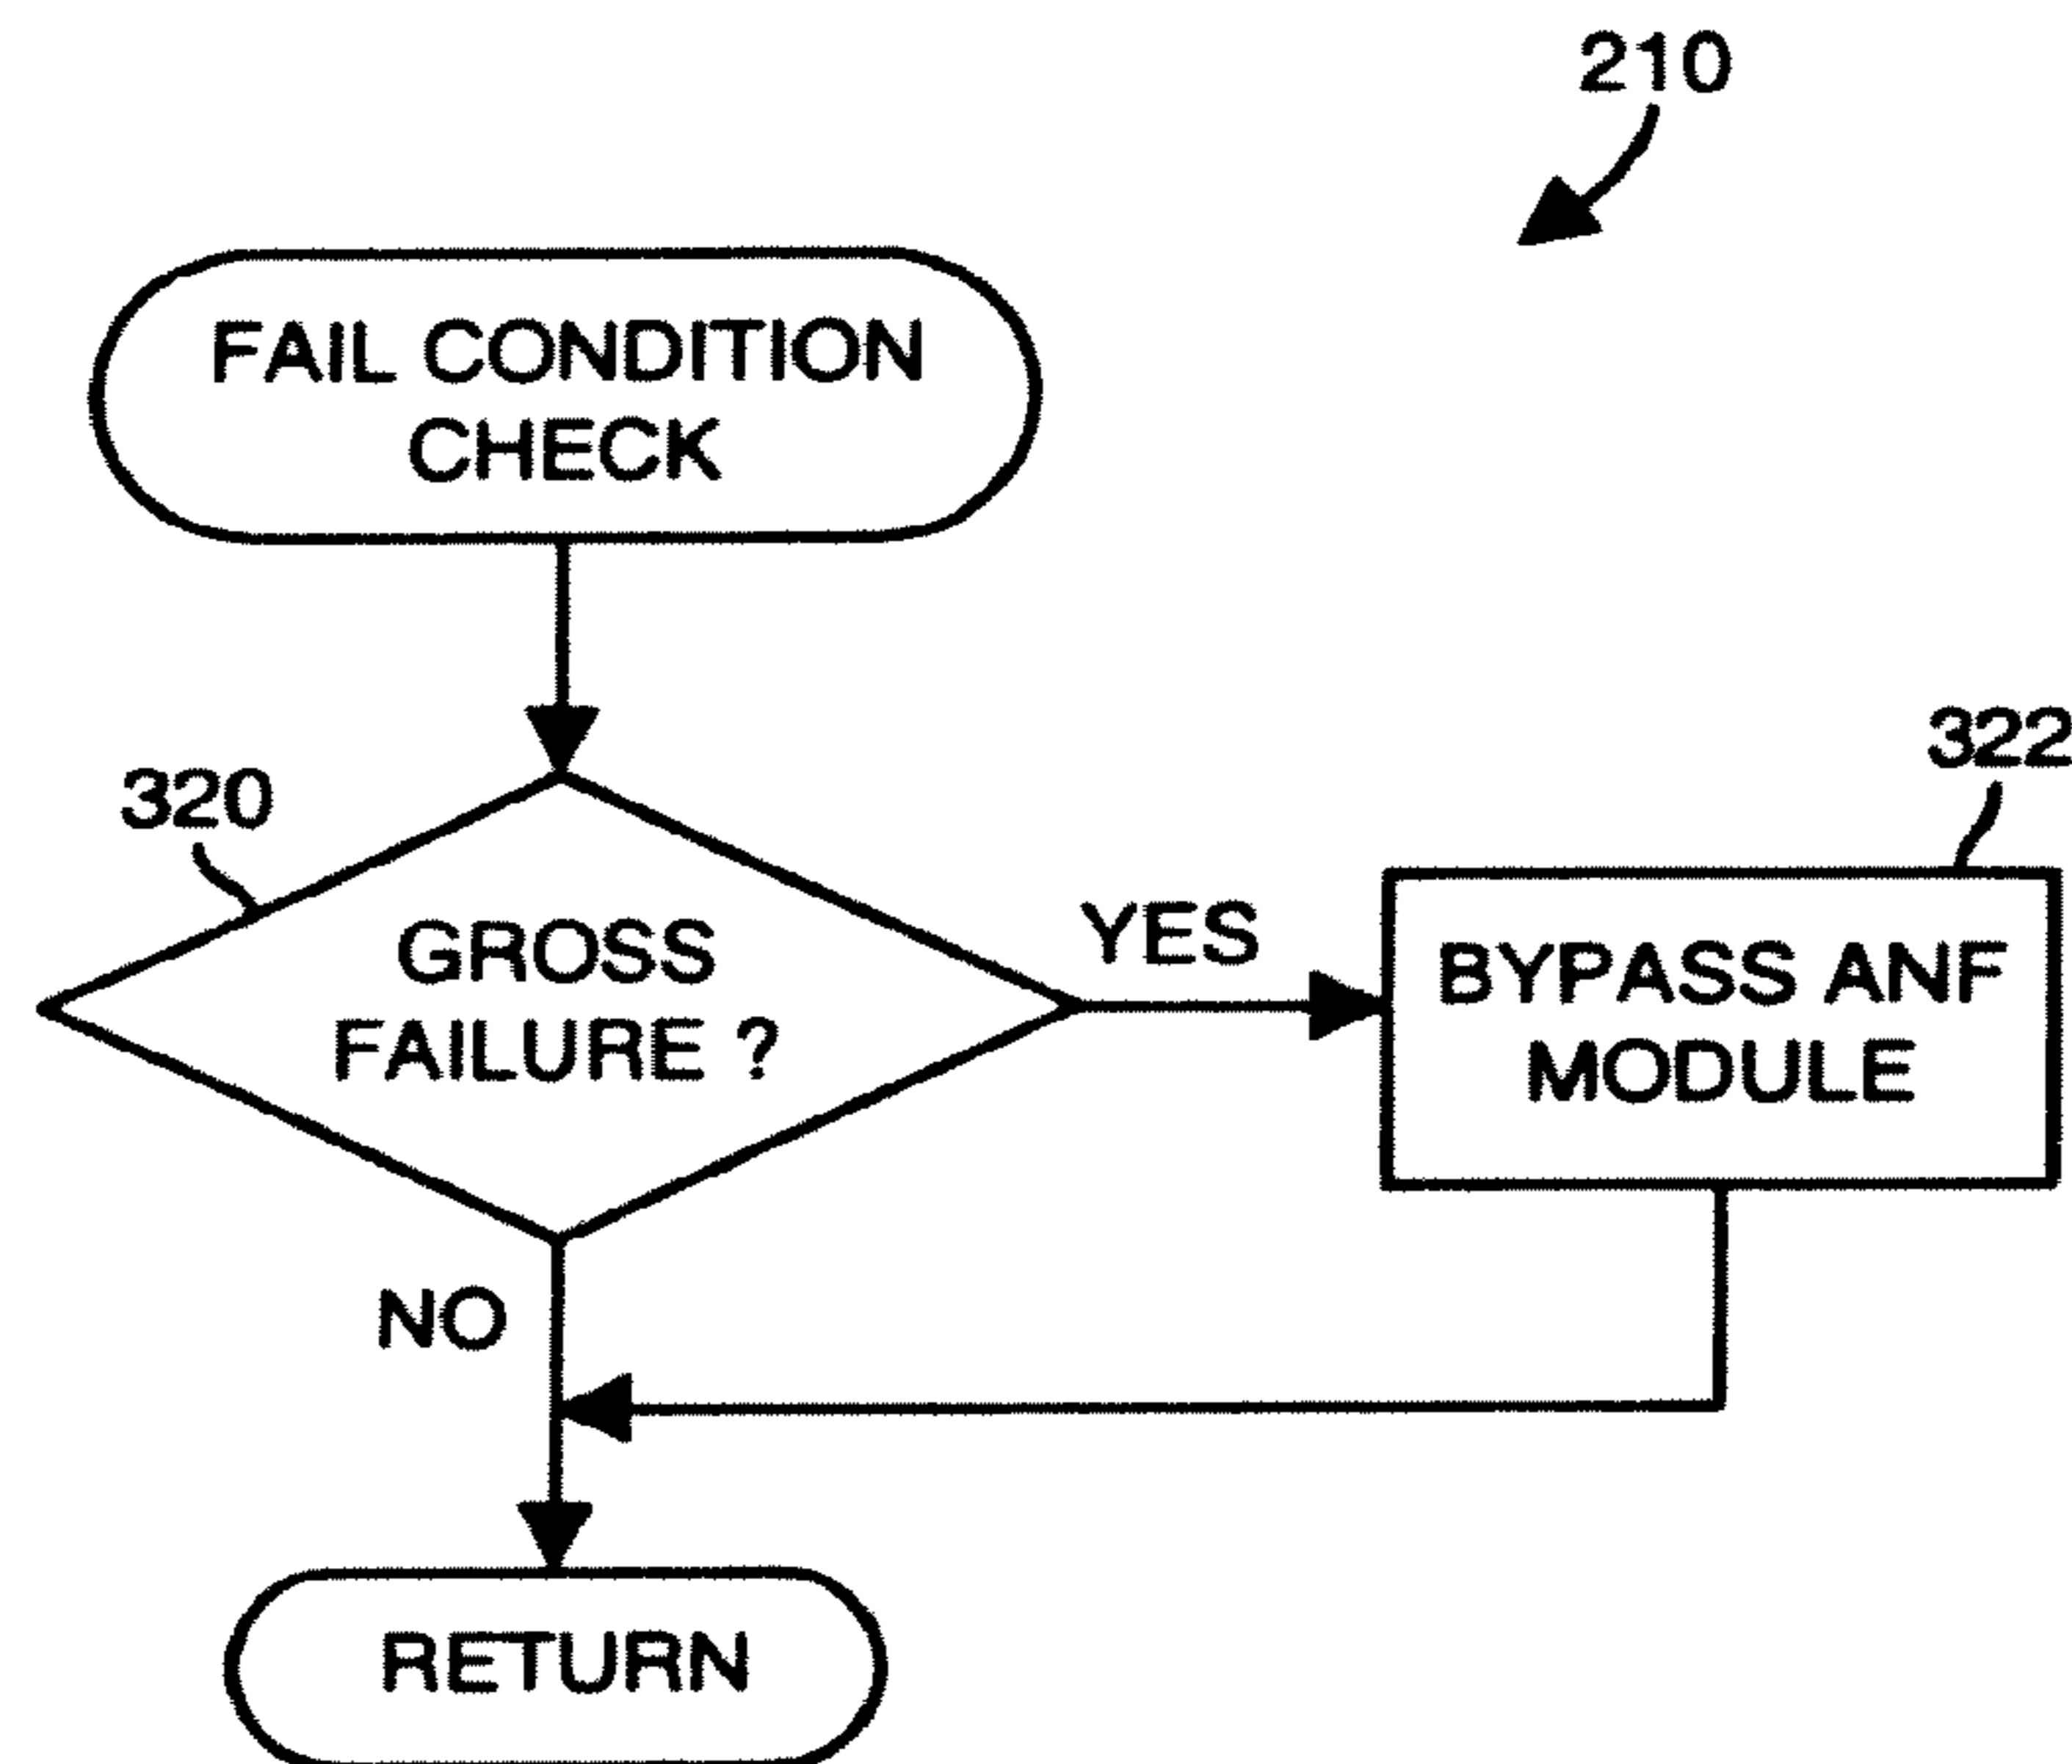 210
FAIL CONDITION
CHECK
320
322
GROSS
FAILURE ?
YES
BYPASS ANF
MODULE
NO
RETURN